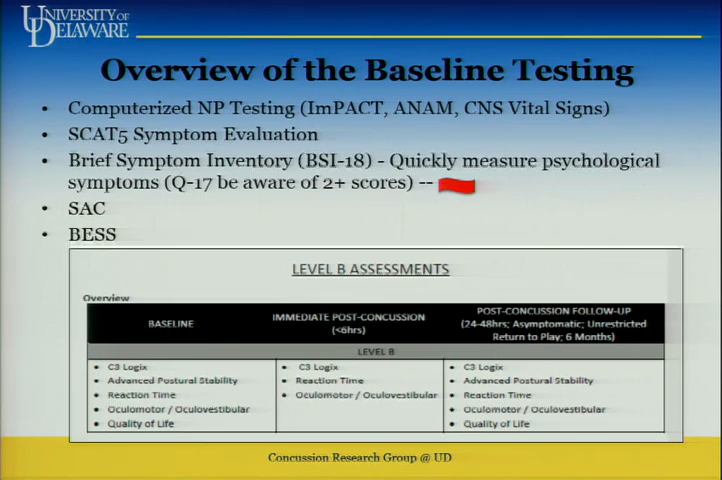 UNIVERSITY OF
DELAWARE
Overview of the Baseline Testing
• Computerized NP Testing (ImPACT, ANAM, CNS Vital Signs)
• SCAT5 Symptom Evaluation
• Brief Symptom Inventory (BSI-18) - Quickly measure psychological
symptoms (Q-17 be aware of 2+ scores) --
• SAC
• BESS
LEVEL B ASSESSMENTS
Overview
BASELINE
IMMEDIATE POST-CONCUSSION
(<6hrs)
POST-CONCUSSION FOLLOW-UP
(24-48hrs; Asymptomatic; Unrestricted
Return to Play; 6 Months)
LEVEL B
• C3 Logix
• Advanced Postural Stability
• Reaction Time
• Oculomotor / Oculovestibular
• Quality of Life
• C3 Logix
• Reaction Time
• Oculomotor / Oculovestibular
• C3 Logix
• Advanced Postural Stability
• Reaction Time
• Oculomotor / Oculovestibular
• Quality of Life
Concussion Research Group @ UD